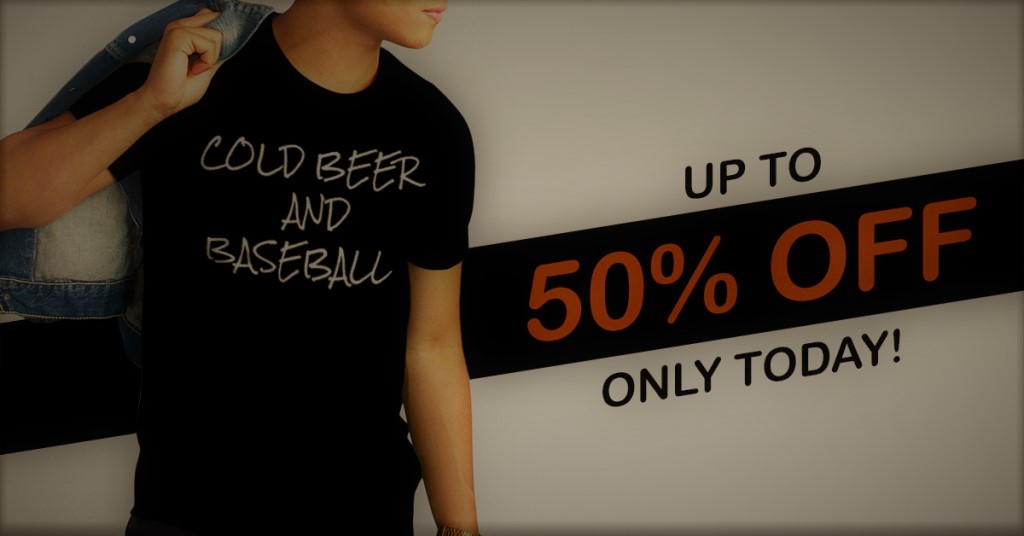 COLD BEER
AND
BASEBALL
UP TO
50% OFF
ONLY TODAY!